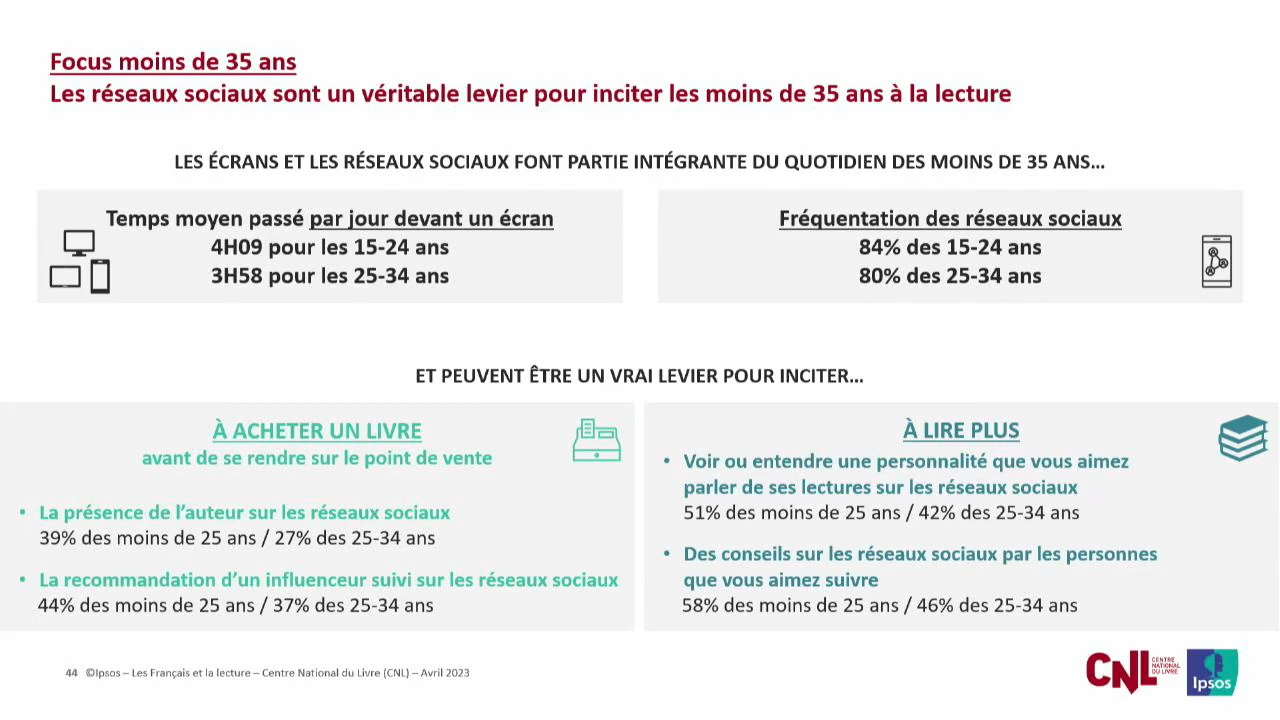 Focus moins de 35 ans
Les réseaux sociaux sont un véritable levier pour inciter les moins de 35 ans à la lecture
LES ÉCRANS ET LES RÉSEAUX SOCIAUX FONT PARTIE INTÉGRANTE DU QUOTIDIEN DES MOINS DE 35 ANS…
Temps moyen passé par jour devant un écran
4H09 pour les 15-24 ans
3H58 pour les 25-34 ans
Fréquentation des réseaux sociaux
84% des 15-24 ans
80% des 25-34 ans
ET PEUVENT ÊTRE UN VRAI LEVIER POUR INCITER…
À ACHETER UN LIVRE
avant de se rendre sur le point de vente
• La présence de l’auteur sur les réseaux sociaux
39% des moins de 25 ans / 27% des 25-34 ans
• La recommandation d’un influenceur suivi sur les réseaux sociaux
44% des moins de 25 ans / 37% des 25-34 ans
À LIRE PLUS
• Voir ou entendre une personnalité que vous aimez
parler de ses lectures sur les réseaux sociaux
51% des moins de 25 ans / 42% des 25-34 ans
• Des conseils sur les réseaux sociaux par les personnes
que vous aimez suivre
58% des moins de 25 ans / 46% des 25-34 ans
44 ©Ipsos – Les Français et la lecture – Centre National du Livre (CNL) – Avril 2023
CNL
CENTRE
NATIONAL
DU LIVRE
Ipsos